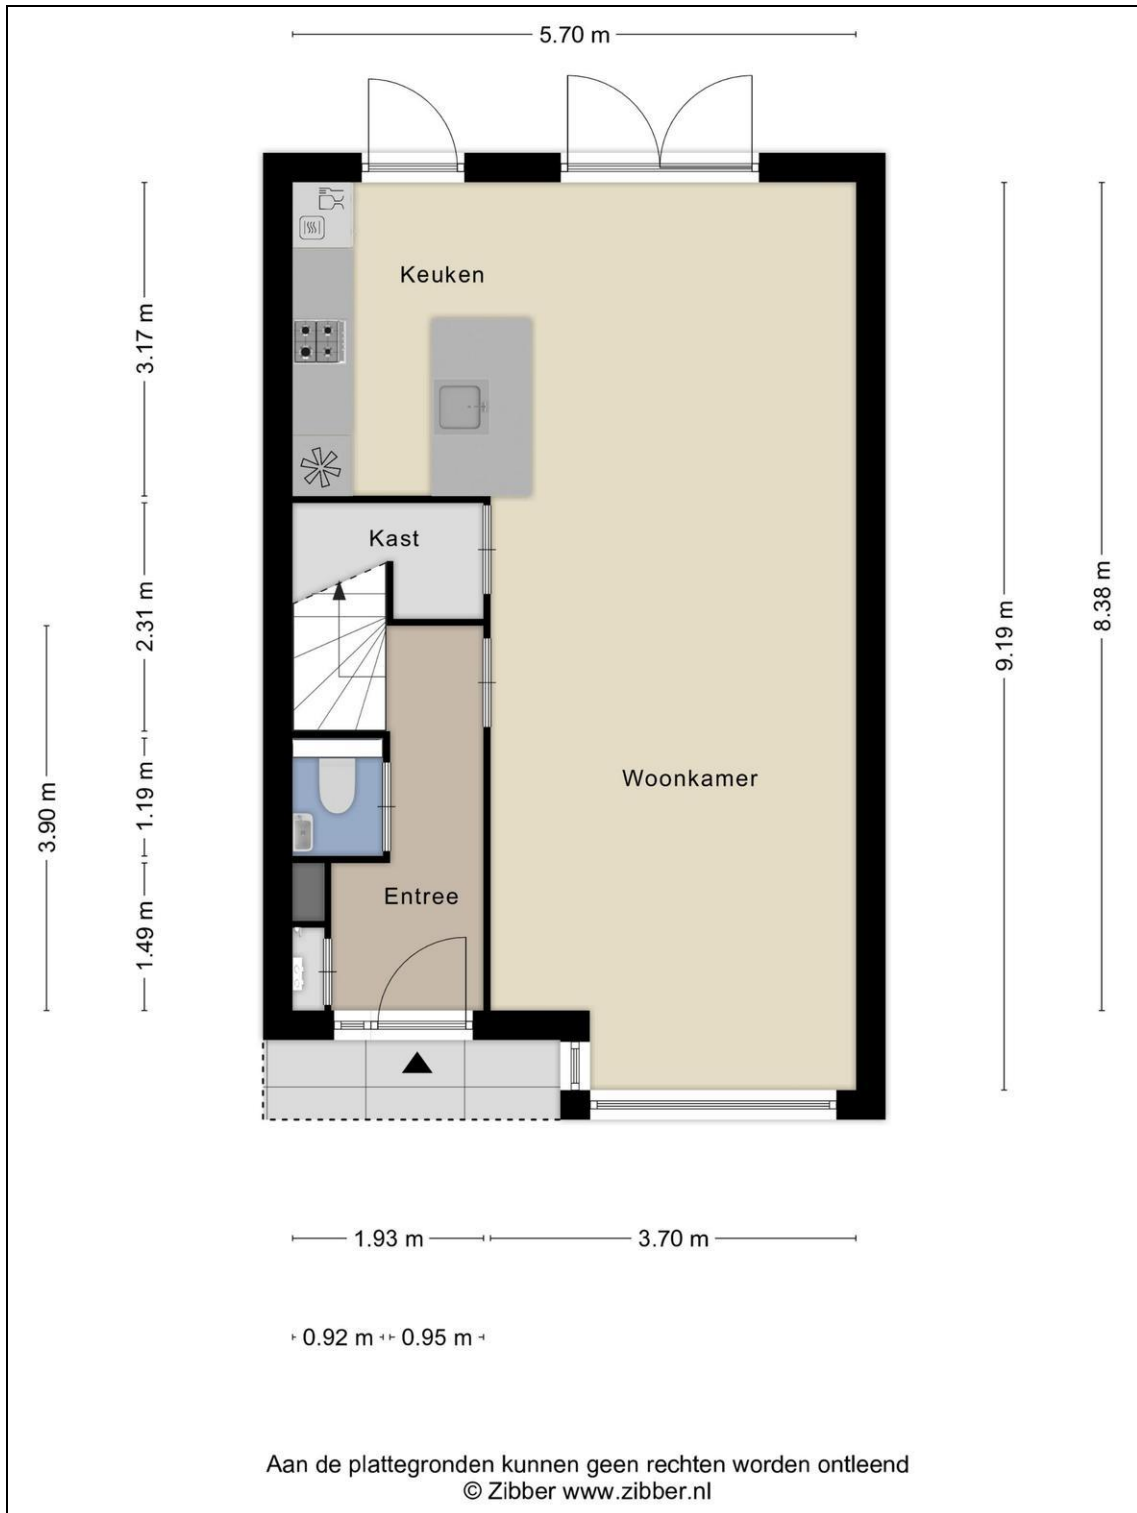 5.70 m
Keuken
3.17 m
Kast
2.31 m
8.38 m
9.19 m
Woonkamer
3.90 m
1.19 m
Entree
1.49 m
1.93 m
3.70 m
0.92 m
0.95 m
Aan de plattegronden kunnen geen rechten worden ontleend
© Zibber www.zibber.nl